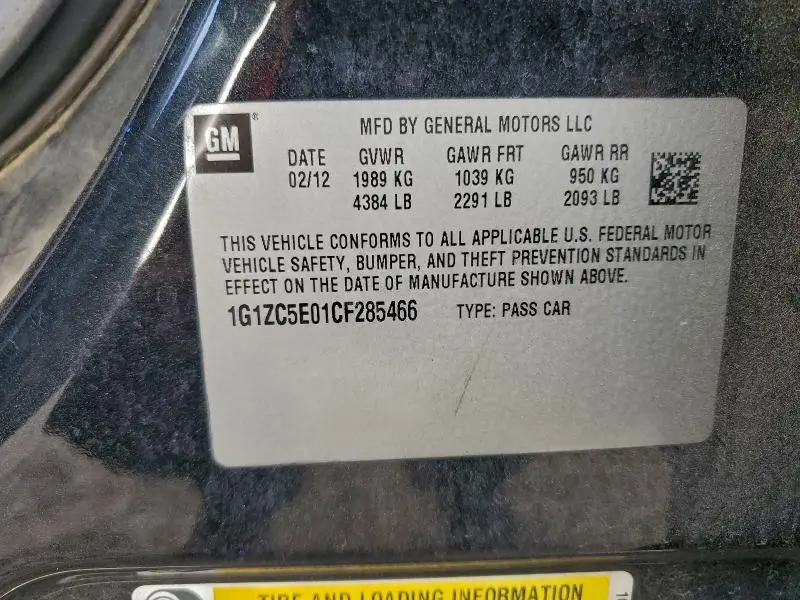 GM ®
MFD BY GENERAL MOTORS LLC
DATE GVWR GAWR FRT GAWR RR
02/12 1989 KG 1039 KG 950 KG
4384 LB 2291 LB 2093 LB
THIS VEHICLE CONFORMS TO ALL APPLICABLE U.S. FEDERAL MOTOR
VEHICLE SAFETY, BUMPER, AND THEFT PREVENTION STANDARDS IN
EFFECT ON THE DATE OF MANUFACTURE SHOWN ABOVE.
1G1ZC5E01CF285466 TYPE: PASS CAR
TIRE AND LOADING INFORMATION